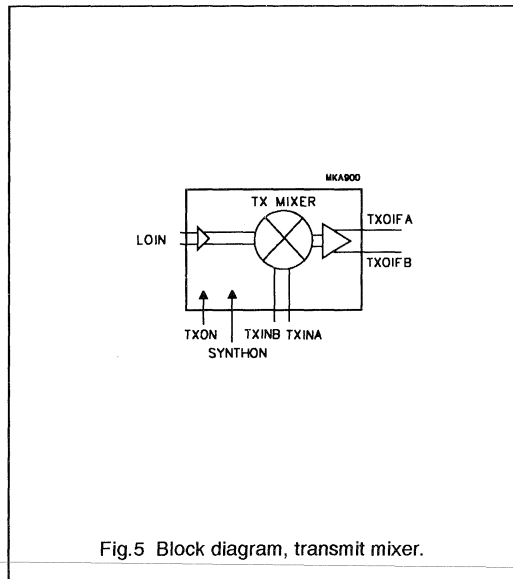 MKA900
TX MIXER
TXOIFA
LOIN
TXOIFB
TXON
TXINB TXINA
SYNTHON
Fig.5 Block diagram, transmit mixer.